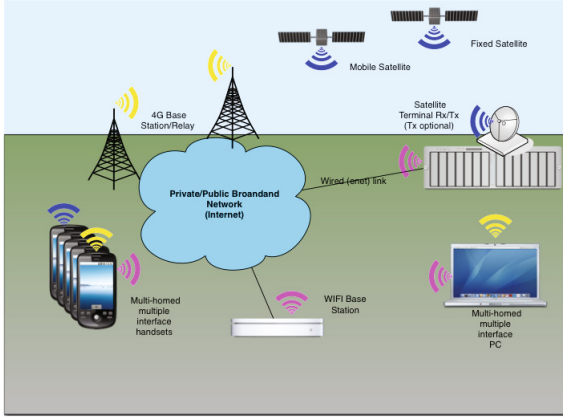 Fixed Satellite
Mobile Satellite
4G Base
Station/Relay
Satellite
Terminal Rx/Tx
(Tx optional)
Private/Public Broandand
Network
(Internet)
Wired (enet) link
Multi-homed
multiple
interface
handsets
WIFI Base
Station
Multi-homed
multiple
interface
PC